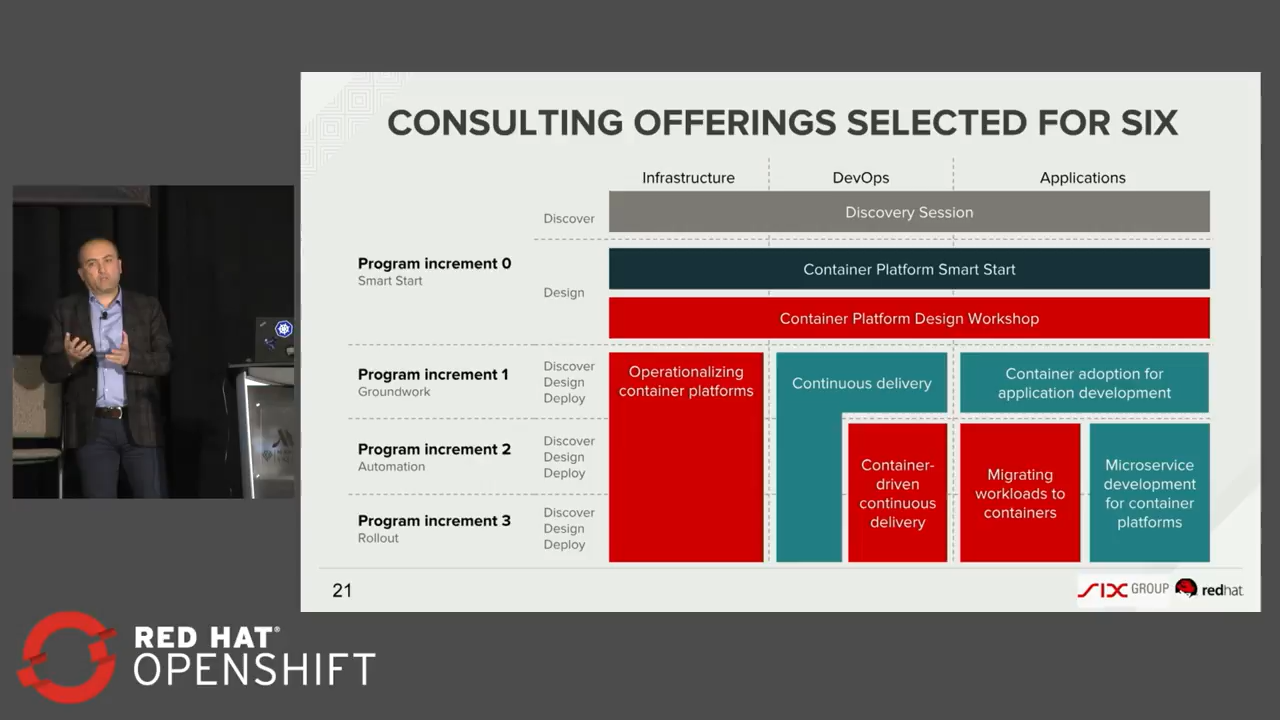 CONSULTING OFFERINGS SELECTED FOR SIX
Infrastructure
DevOps
Applications
Discover
Discovery Session
Program increment 0
Smart Start
Design
Container Platform Smart Start
Container Platform Design Workshop
Program increment 1
Groundwork
Discover
Design
Deploy
Operationalizing
container platforms
Continuous delivery
Container adoption for
application development
Program increment 2
Automation
Discover
Design
Deploy
Container-
driven
continuous
delivery
Migrating
workloads to
containers
Microservice
development
for container
platforms
Program increment 3
Rollout
Discover
Design
Deploy
21
SIX GROUP
redhat
RED HAT®
OPENSHIFT